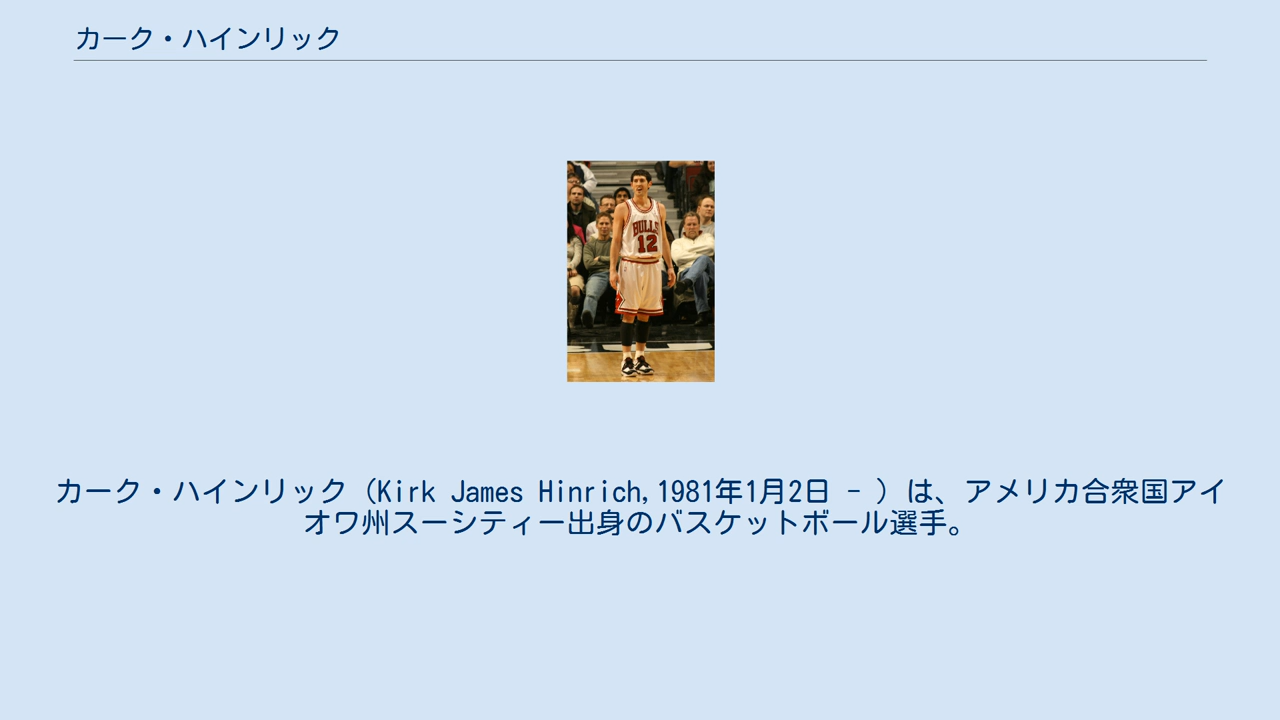 カーク・ハインリック
BULLS
12
カーク・ハインリック（Kirk James Hinrich,1981年1月2日 - ）は、アメリカ合衆国アイ
オワ州スーシティー出身のバスケットボール選手。